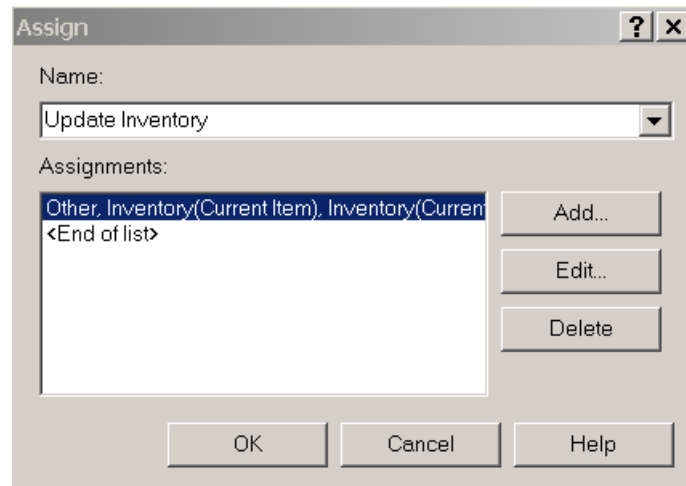 Assign
Name:
Update Inventory
Assignments:
Other, Inventory(Current Item), Inventory(Current
<End of list>
Add...
Edit...
Delete
OK
Cancel
Help